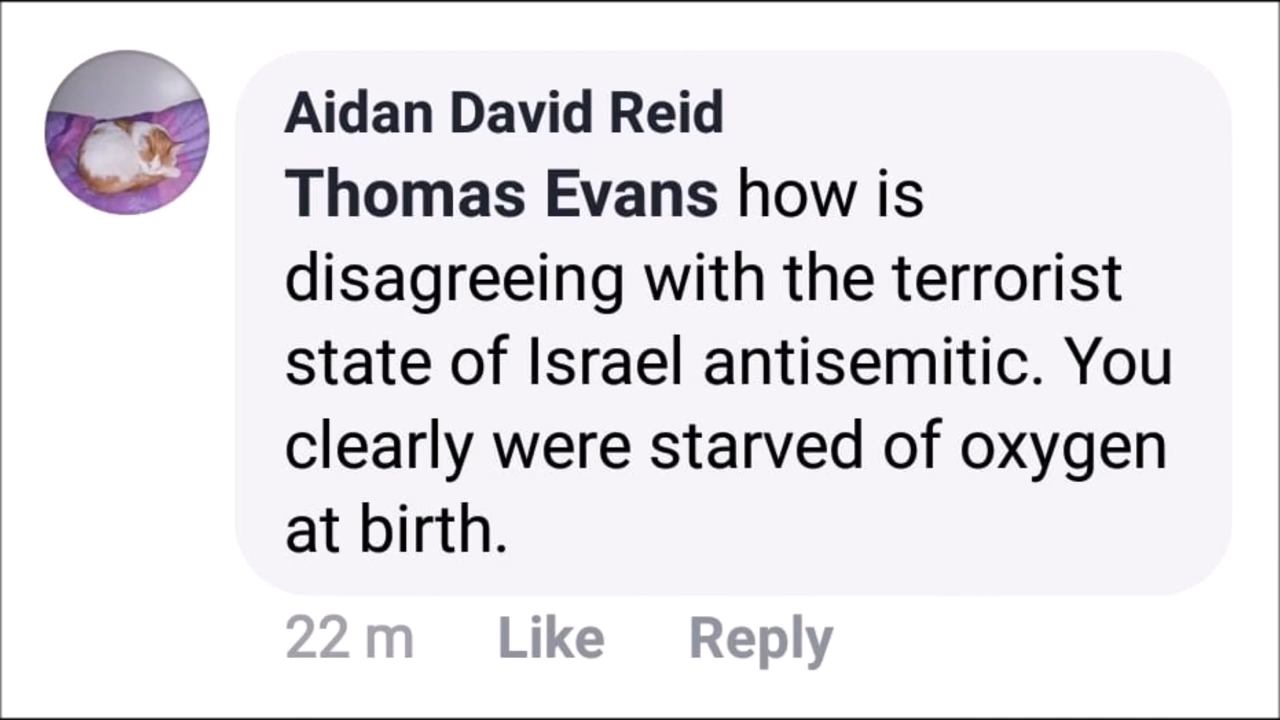 Aidan David Reid
Thomas Evans how is
disagreeing with the terrorist
state of Israel antisemitic. You
clearly were starved of oxygen
at birth.
22 m Like Reply